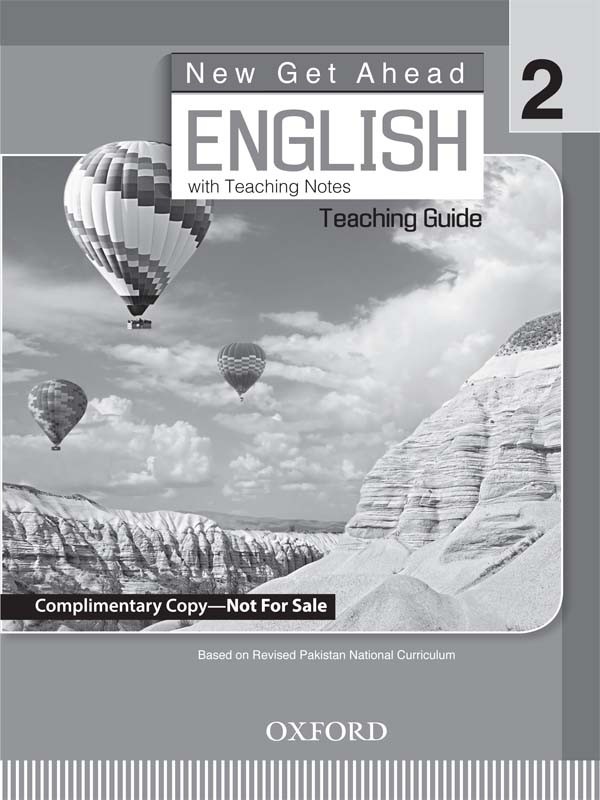 New Get Ahead
2
ENGLISH
with Teaching Notes
Teaching Guide
Complimentary Copy—Not For Sale
Based on Revised Pakistan National Curriculum
OXFORD